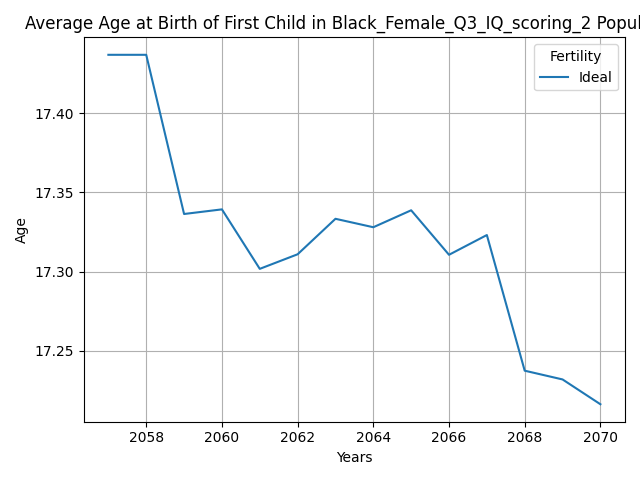 Average Age at Birth of First Child in Black_Female_Q3_IQ_scoring_2 Popul
Fertility
Ideal
17.40
17.35
17.30
17.25
Age
2058 2060 2062 2064 2066 2068 2070
Years